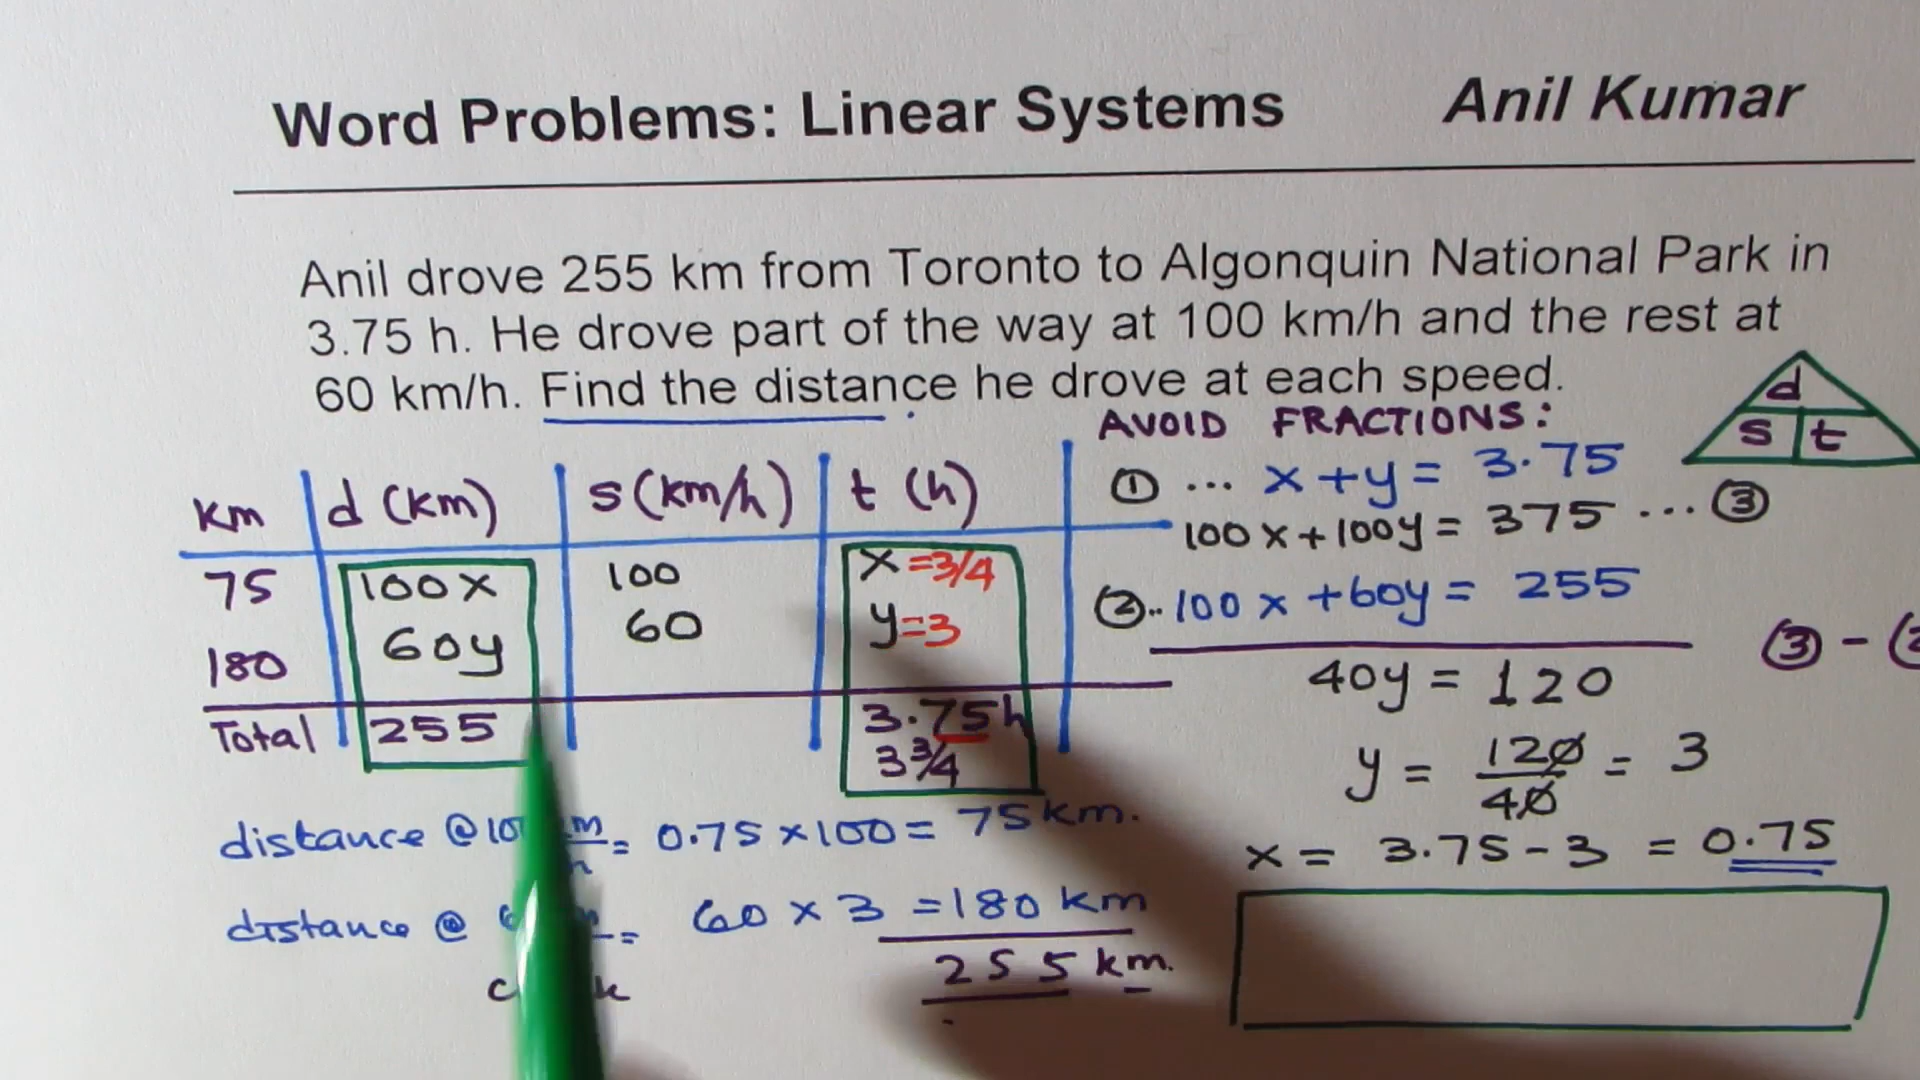 Word Problems: Linear Systems Anil Kumar
Anil drove 255 km from Toronto to Algonquin National Park in
3.75 h. He drove part of the way at 100 km/h and the rest at
60 km/h. Find the distance he drove at each speed.
d
s t
AVOID FRACTIONS:
① ... x + y = 3.75
100x + 100y = 375 ... ③
②.. 100x + 60y = 255
③ -
40y = 120
y = 120/40 = 3
x = 3.75 - 3 = 0.75
km d (km) s (km/h) t (h)
75 100x 100 x = 3/4
180 60y 60 y = 3
Total 255 3.75h
3 3/4
distance @ = 0.75 x 100 = 75 km.
distance @ = 60 x 3 = 180 km
255 km.